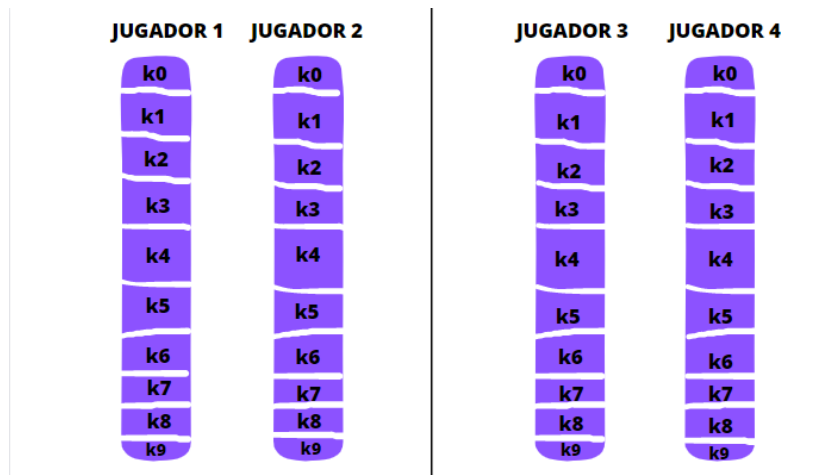 JUGADOR 1 JUGADOR 2 JUGADOR 3 JUGADOR 4
k0 k0 k0 k0
k1 k1 k1 k1
k2 k2 k2 k2
k3 k3 k3 k3
k4 k4 k4 k4
k5 k5 k5 k5
k6 k6 k6 k6
k7 k7 k7 k7
k8 k8 k8 k8
k9 k9 k9 k9